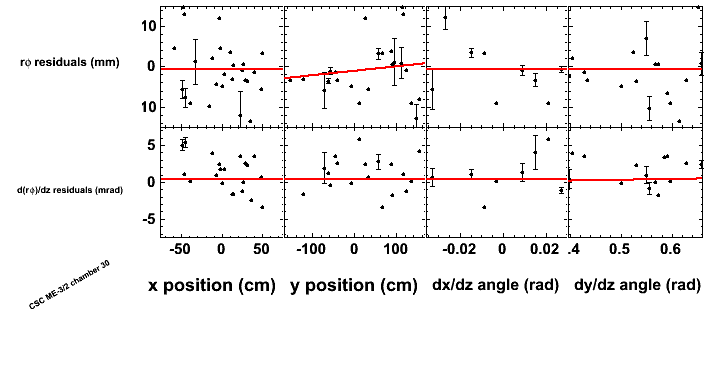 10
rϕ residuals (mm)
0
10
5
d(rϕ)/dz residuals (mrad)
0
-5
-50 0 50 -100 0 100 -0.02 0 0.02 .4 0.5 0.6
x position (cm) y position (cm) dx/dz angle (rad) dy/dz angle (rad)
CSC ME-3/2 chamber 30